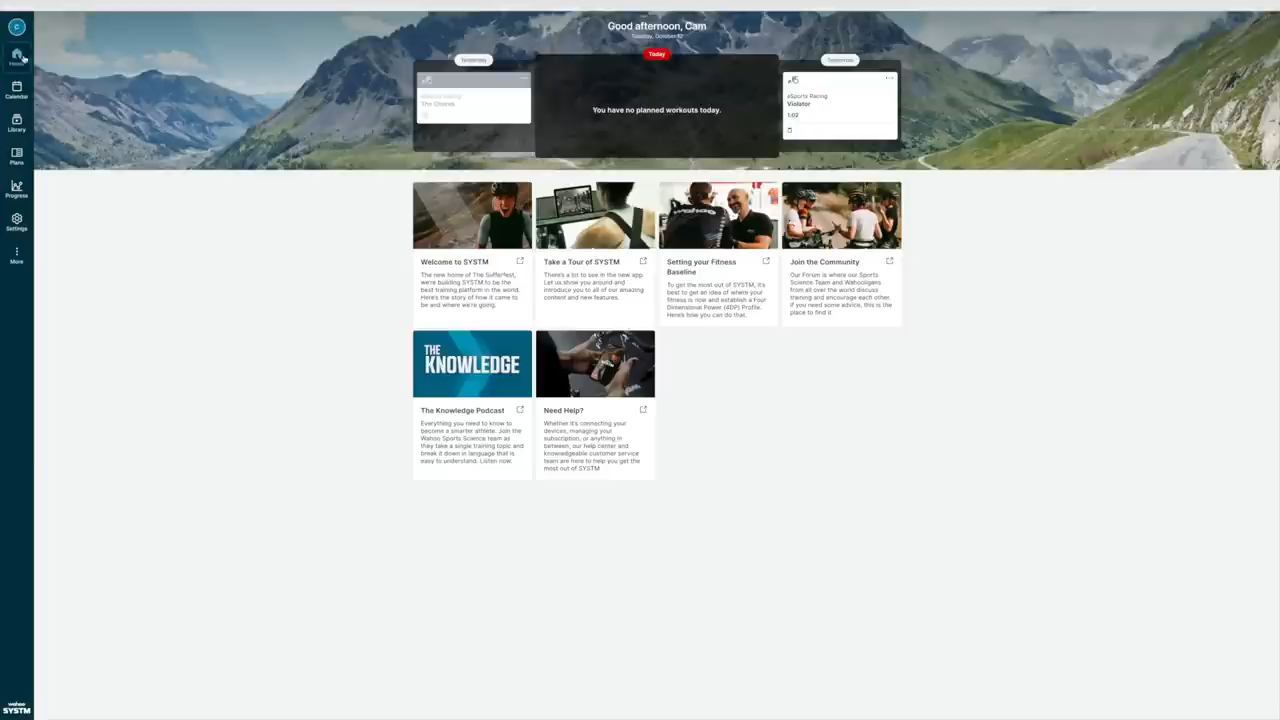 C
Good afternoon, Cam
Tuesday, October 12
Home
Yesterday
Today
Tomorrow
eSports Racing
The Chores
You have no planned workouts today.
eSports Racing
Violator
1:02
Calendar
Library
Plans
Progress
Settings
More
Welcome to SYSTM
The new home of The Sufferfest,
we're building SYSTM to be the
best training platform in the world.
Here's the story of how it came to
be and where we're going.
Take a Tour of SYSTM
There's a lot to see in the new app.
Let us show you around and
introduce you to all of our amazing
content and new features.
wahoo
Setting your Fitness
Baseline
To get the most out of SYSTM, it's
best to get an idea of where your
fitness is now and establish a Four
Dimensional Power (4DP) Profile.
Here's how you can do that.
Join the Community
Our Forum is where our Sports
Science Team and Wahooligans
from all over the world discuss
training and encourage each other.
If you need some advice, this is the
place to find it
THE
KNOWLEDGE
The Knowledge Podcast
Everything you need to know to
become a smarter athlete. Join the
Wahoo Sports Science team as
they take a single training topic and
break it down in language that is
easy to understand. Listen now.
Need Help?
Whether it's connecting your
devices, managing your
subscription, or anything in
between, our help center and
knowledgeable customer service
team are here to help you get the
most out of SYSTM
wahoo
SYSTM